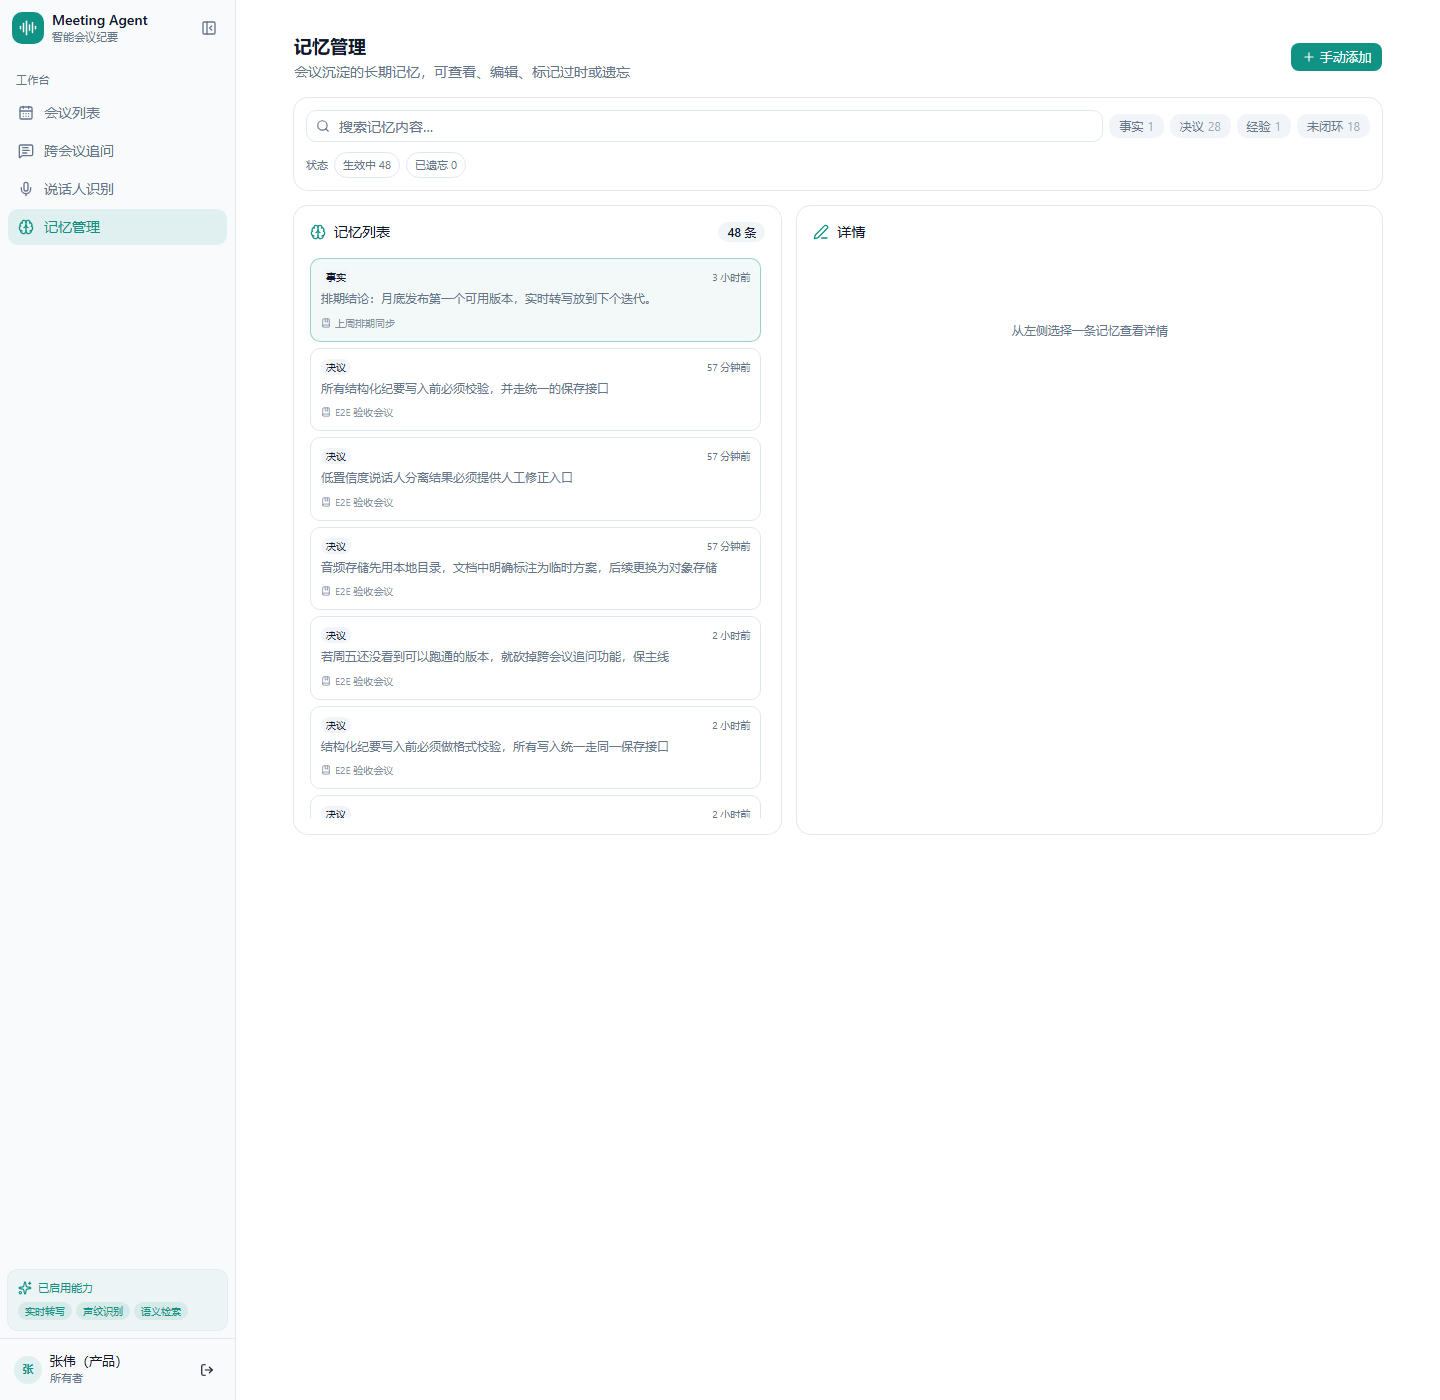 Meeting Agent
智能会议纪要
工作台
会议列表
跨会议追问
说话人识别
记忆管理
已启用能力
实时转写 声纹识别 语义检索
张 张伟（产品）
所有者
记忆管理
会议沉淀的长期记忆，可查看、编辑、标记过时或遗忘
手动添加
搜索记忆内容... 事实 1 决议 28 经验 1 未闭环 18
状态 生效中 48 已遗忘 0
记忆列表 48 条
事实 3 小时前
排期结论：月底发布第一个可用版本，实时转写放到下个迭代。
上周排期同步
决议 57 分钟前
所有结构化纪要写入前必须校验，并走统一的保存接口
E2E 验收会议
决议 57 分钟前
低置信度说话人分离结果必须提供人工修正入口
E2E 验收会议
决议 57 分钟前
音频存储先用本地目录，文档中明确标注为临时方案，后续更换为对象存储
E2E 验收会议
决议 2 小时前
若周五还没看到可以跑通的版本，就砍掉跨会议追问功能，保主线
E2E 验收会议
决议 2 小时前
结构化纪要写入前必须做格式校验，所有写入统一走同一保存接口
E2E 验收会议
决议 2 小时前
详情
从左侧选择一条记忆查看详情